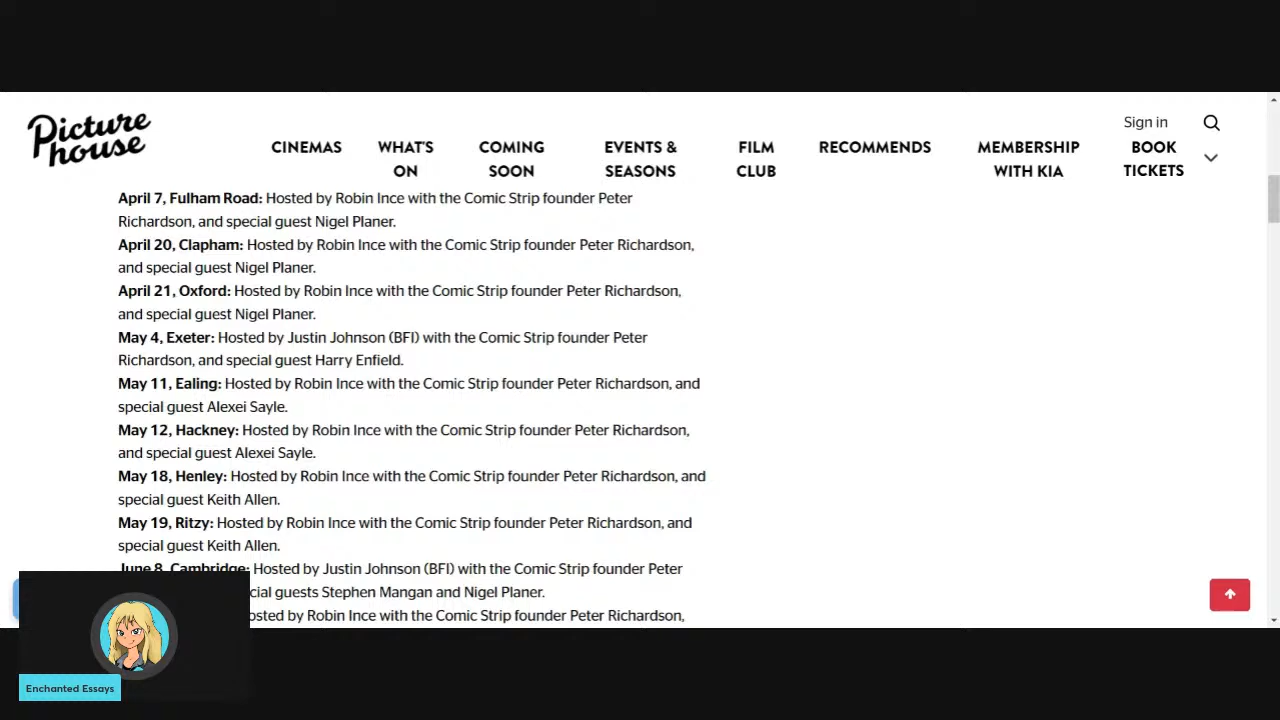 Picture house
Sign in
CINEMAS
WHAT'S ON
COMING SOON
EVENTS & SEASONS
FILM CLUB
RECOMMENDS
MEMBERSHIP WITH KIA
BOOK TICKETS
April 7, Fulham Road: Hosted by Robin Ince with the Comic Strip founder Peter
Richardson, and special guest Nigel Planer.
April 20, Clapham: Hosted by Robin Ince with the Comic Strip founder Peter Richardson,
and special guest Nigel Planer.
April 21, Oxford: Hosted by Robin Ince with the Comic Strip founder Peter Richardson,
and special guest Nigel Planer.
May 4, Exeter: Hosted by Justin Johnson (BFI) with the Comic Strip founder Peter
Richardson, and special guest Harry Enfield.
May 11, Ealing: Hosted by Robin Ince with the Comic Strip founder Peter Richardson, and
special guest Alexei Sayle.
May 12, Hackney: Hosted by Robin Ince with the Comic Strip founder Peter Richardson,
and special guest Alexei Sayle.
May 18, Henley: Hosted by Robin Ince with the Comic Strip founder Peter Richardson, and
special guest Keith Allen.
May 19, Ritzy: Hosted by Robin Ince with the Comic Strip founder Peter Richardson, and
special guest Keith Allen.
June 8, Cambridge: Hosted by Justin Johnson (BFI) with the Comic Strip founder Peter
cial guests Stephen Mangan and Nigel Planer.
osted by Robin Ince with the Comic Strip founder Peter Richardson,
Enchanted Essays